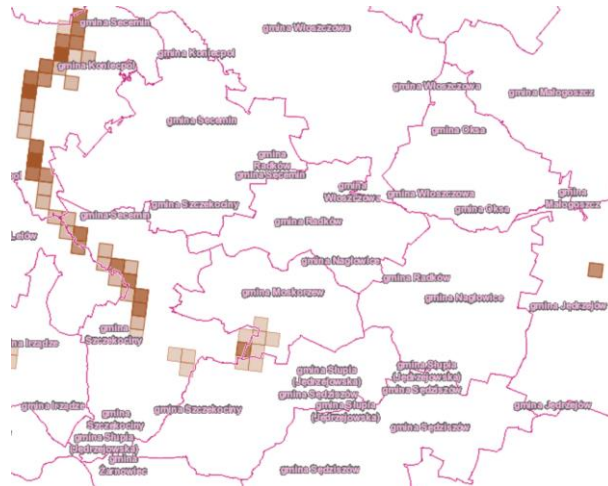 gmina Secemin
gmina Włoszczowa
gmina Koniecpol
gmina Koniecpol
gmina Włoszczowa
gmina Małogoszcz
gmina Secemin
gmina Oksa
gmina
Radków
gmina Secemin
gmina
Włoszczowa
gmina Włoszczowa
gmina
Małogoszcz
gmina Szczekociny
gmina Secemin
gmina Radków
gmina Oksa
Lelów
gmina Nagłowice
gmina Radków
gmina Moskorzew
gmina Nagłowice
gmina Jędrzejów
gmina
Szczekociny
na Irządze
gmina Słupia
(Jędrzejowska)
gmina Sędziszów
gmina Słupia
(Jędrzejowska)
gmina Sędziszów
gmina Irządze
gmina Szczekociny
gmina Słupia
(Jędrzejowska)
gmina Jędrzejów
gmina
Szczekociny
gmina Słupia
(Jędrzejowska)
gmina
Żarnowiec
gmina Sędziszów
gmina Sędziszów